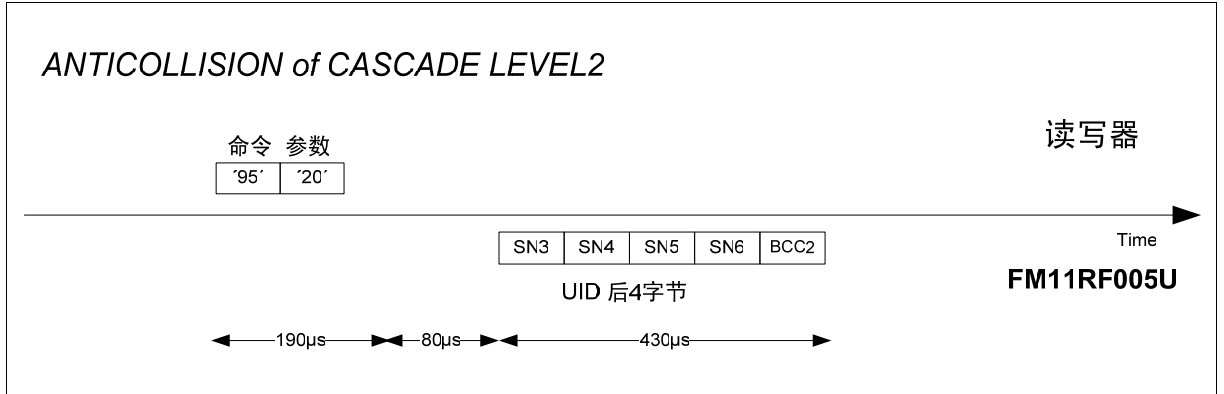 ANTICOLLISION of CASCADE LEVEL2
读写器
命令 参数
´95´ ´20´
Time
SN3 SN4 SN5 SN6 BCC2
FM11RF005U
UID 后4字节
190µs 80µs 430µs